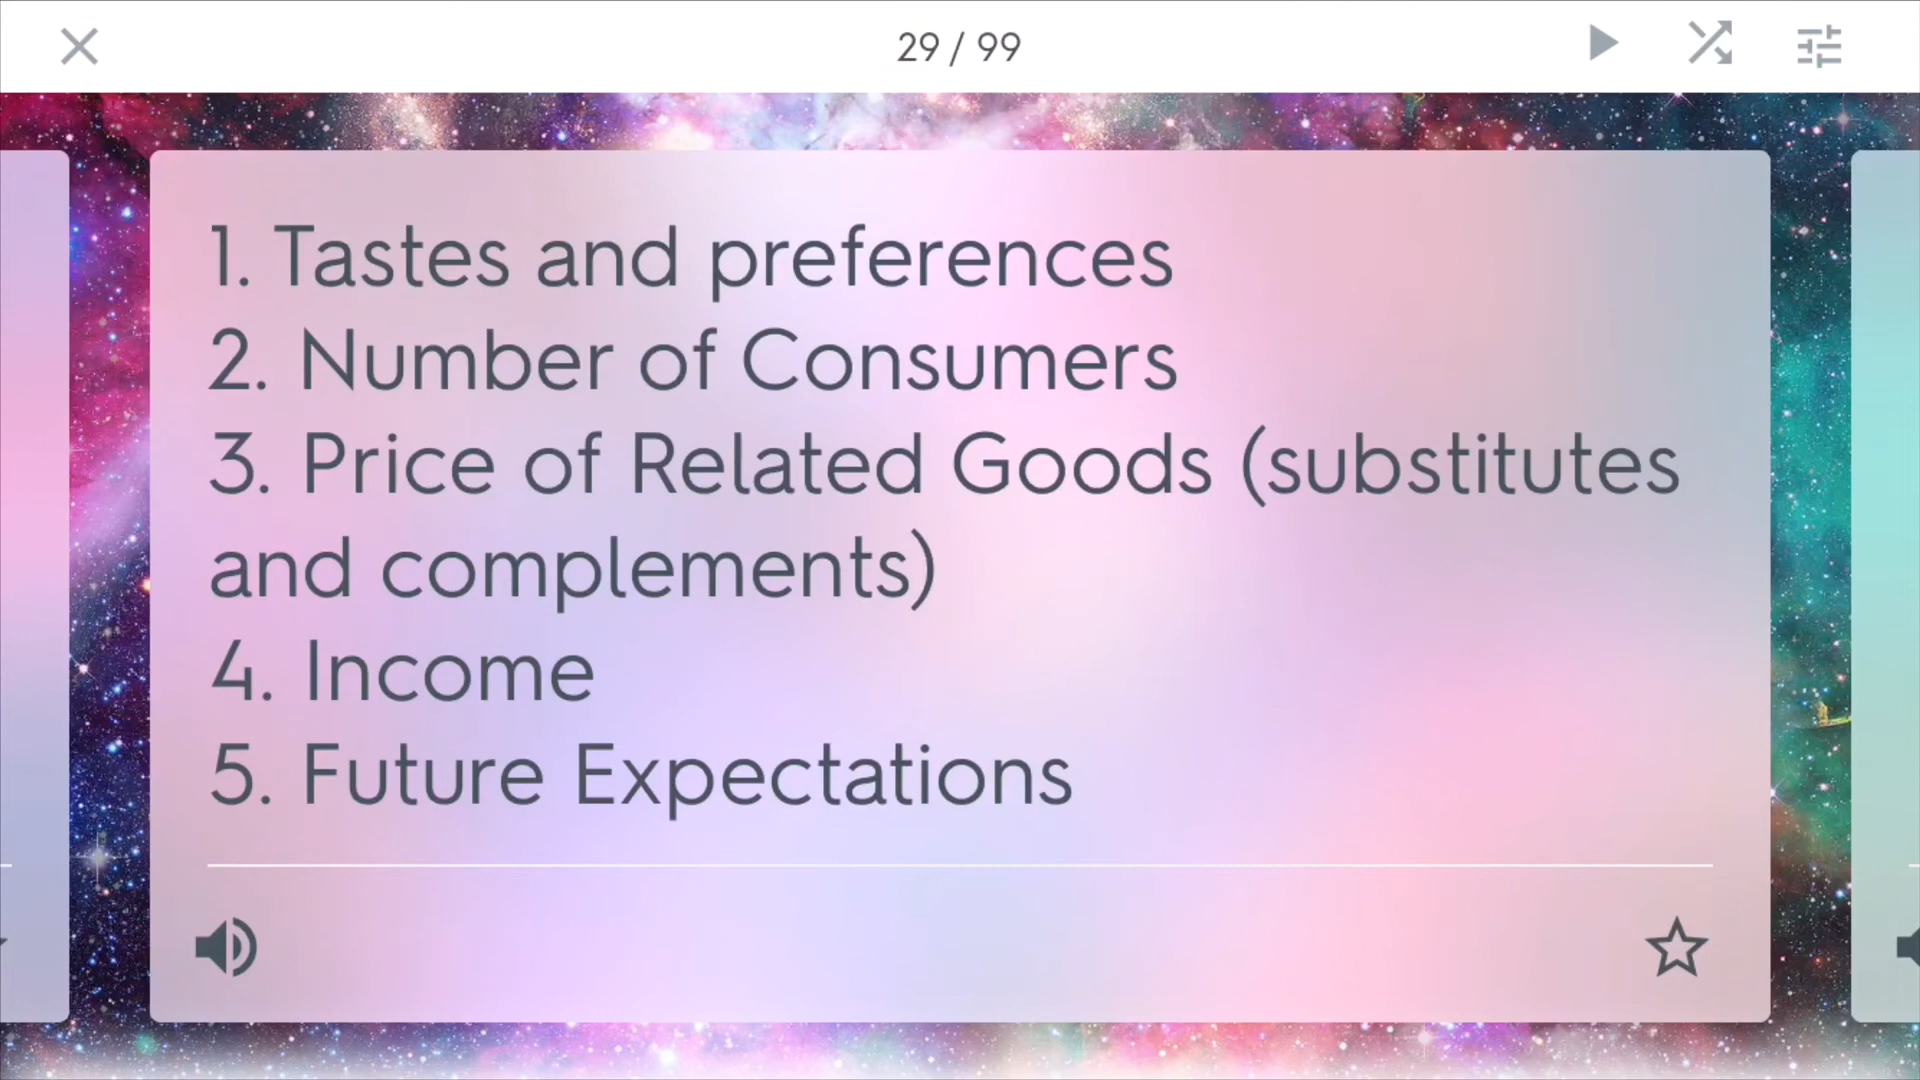 29 / 99
1. Tastes and preferences
2. Number of Consumers
3. Price of Related Goods (substitutes
and complements)
4. Income
5. Future Expectations